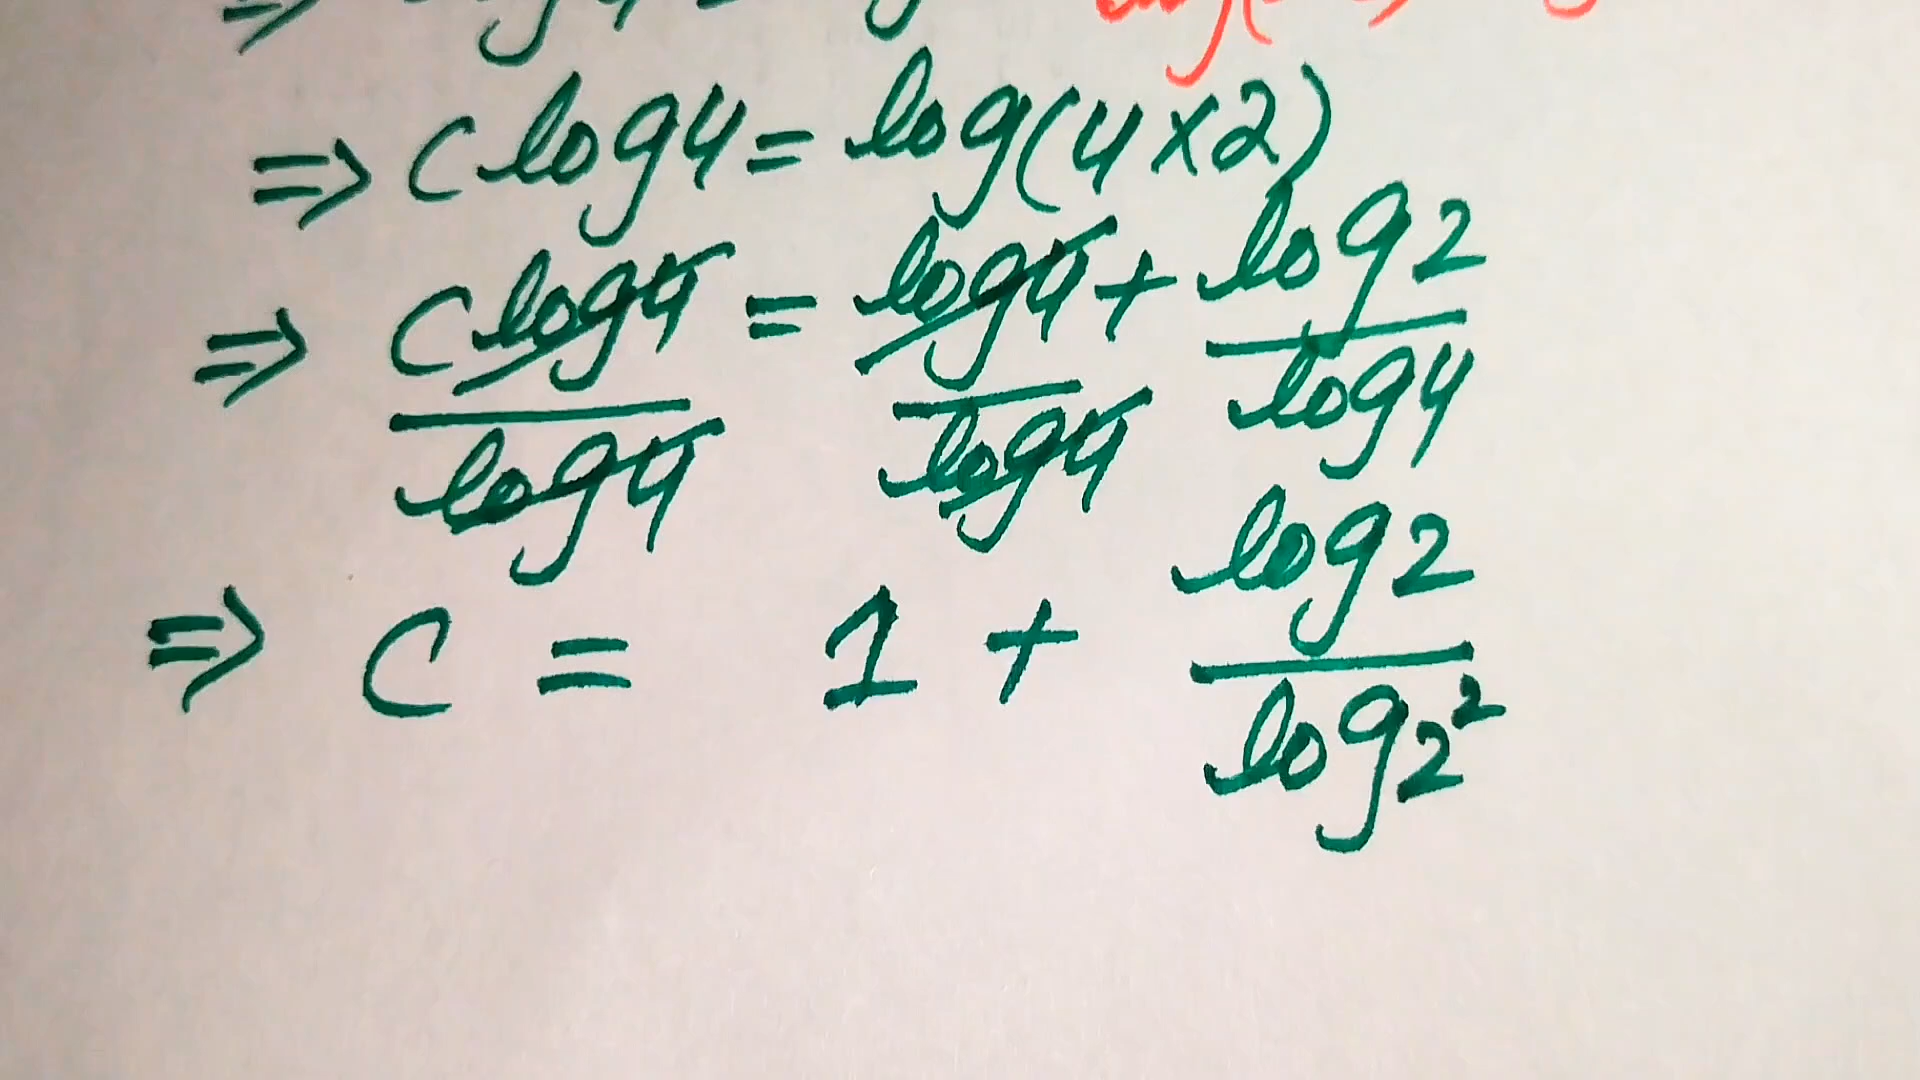 ⇒ c log4 = log(4×2)
⇒ c log4 / log4 = log4 / log4 + log2 / log4
⇒ c = 1 + log2 / log2²